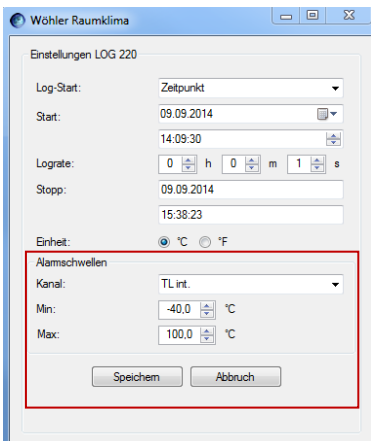 Wöhler Raumklima
Einstellungen LOG 220
Log-Start: Zeitpunkt
Start: 09.09.2014
14:09:30
Lograte: 0 h 0 m 1 s
Stopp: 09.09.2014
15:38:23
Einheit: °C °F
Alarmschwellen
Kanal: TL int.
Min: -40,0 °C
Max: 100,0 °C
Speichern Abbruch